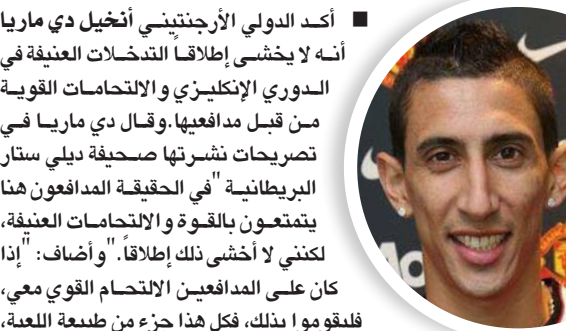 ■ أكد الدولي الأرجنتيني أنخيل دي ماريا
أنه لا يخشى إطلاقاً التدخلات العنيفة في
الدوري الإنكليزي والالتحامات القوية
من قبل مدافعيها.وقال دي ماريا في
تصريحات نشرتها صحيفة ديلي ستار
البريطانية "في الحقيقة المدافعون هنا
يتمتعون بالقوة والالتحامات العنيفة،
لكنني لا أخشى ذلك إطلاقاً."وأضاف: "إذا
كان على المدافعين الالتحام القوي معي،
فليقوموا بذلك، فكل هذا جزء من طبيعة اللعبة،